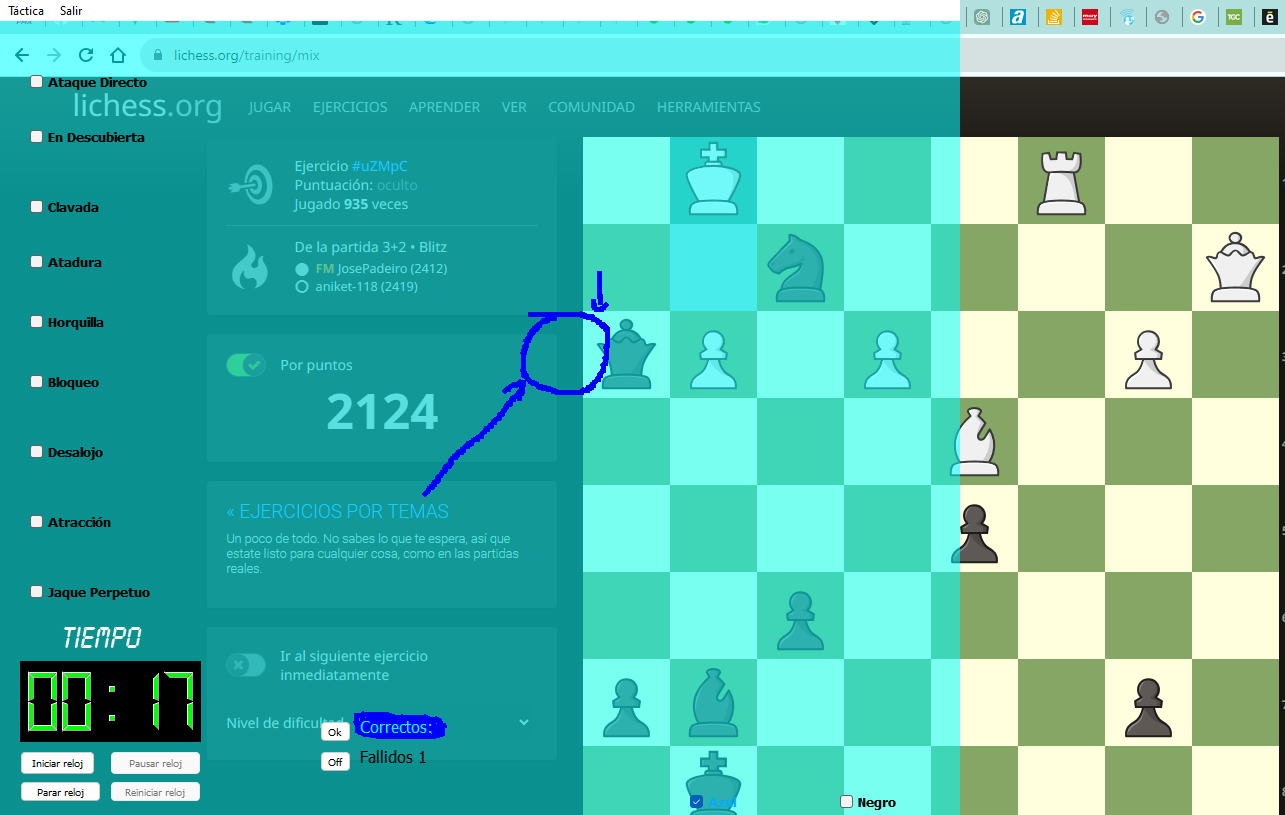 Táctica Salir
lichess.org/training/mix
Ataque Directo
lichess.org JUGAR EJERCICIOS APRENDER VER COMUNIDAD HERRAMIENTAS
En Descubierta
Ejercicio #uZMpC
Puntuación: oculto
Jugado 935 veces
Clavada
De la partida 3+2 • Blitz
FM JosePadeiro (2412)
aniket-118 (2419)
Atadura
Horquilla
Por puntos
2124
Bloqueo
Desalojo
« EJERCICIOS POR TEMAS
Un poco de todo. No sabes lo que te espera, así que
estate listo para cualquier cosa, como en las partidas
reales.
Atracción
Jaque Perpetuo
TIEMPO
00:17
Ir al siguiente ejercicio
inmediatamente
Nivel de dificultad
Ok Correctos:
Off Fallidos 1
Iniciar reloj Pausar reloj
Parar reloj Reiniciar reloj
Azul Negro